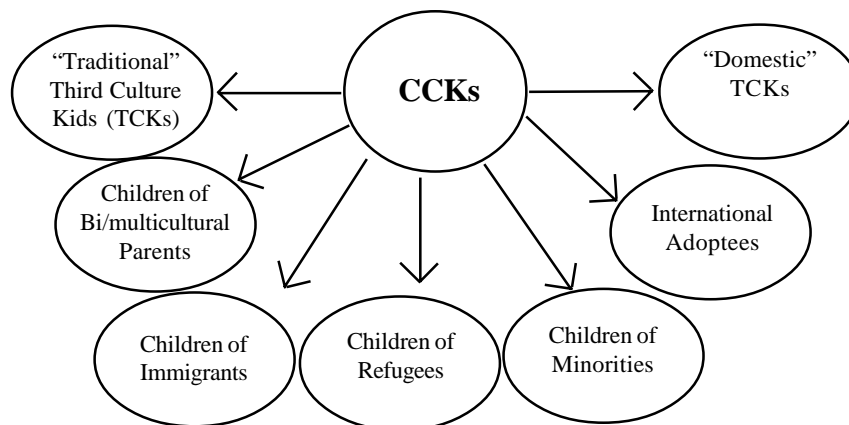 “Traditional”
Third Culture
Kids (TCKs)
CCKs
“Domestic”
TCKs
Children of
Bi/multicultural
Parents
International
Adoptees
Children of
Immigrants
Children of
Refugees
Children of
Minorities